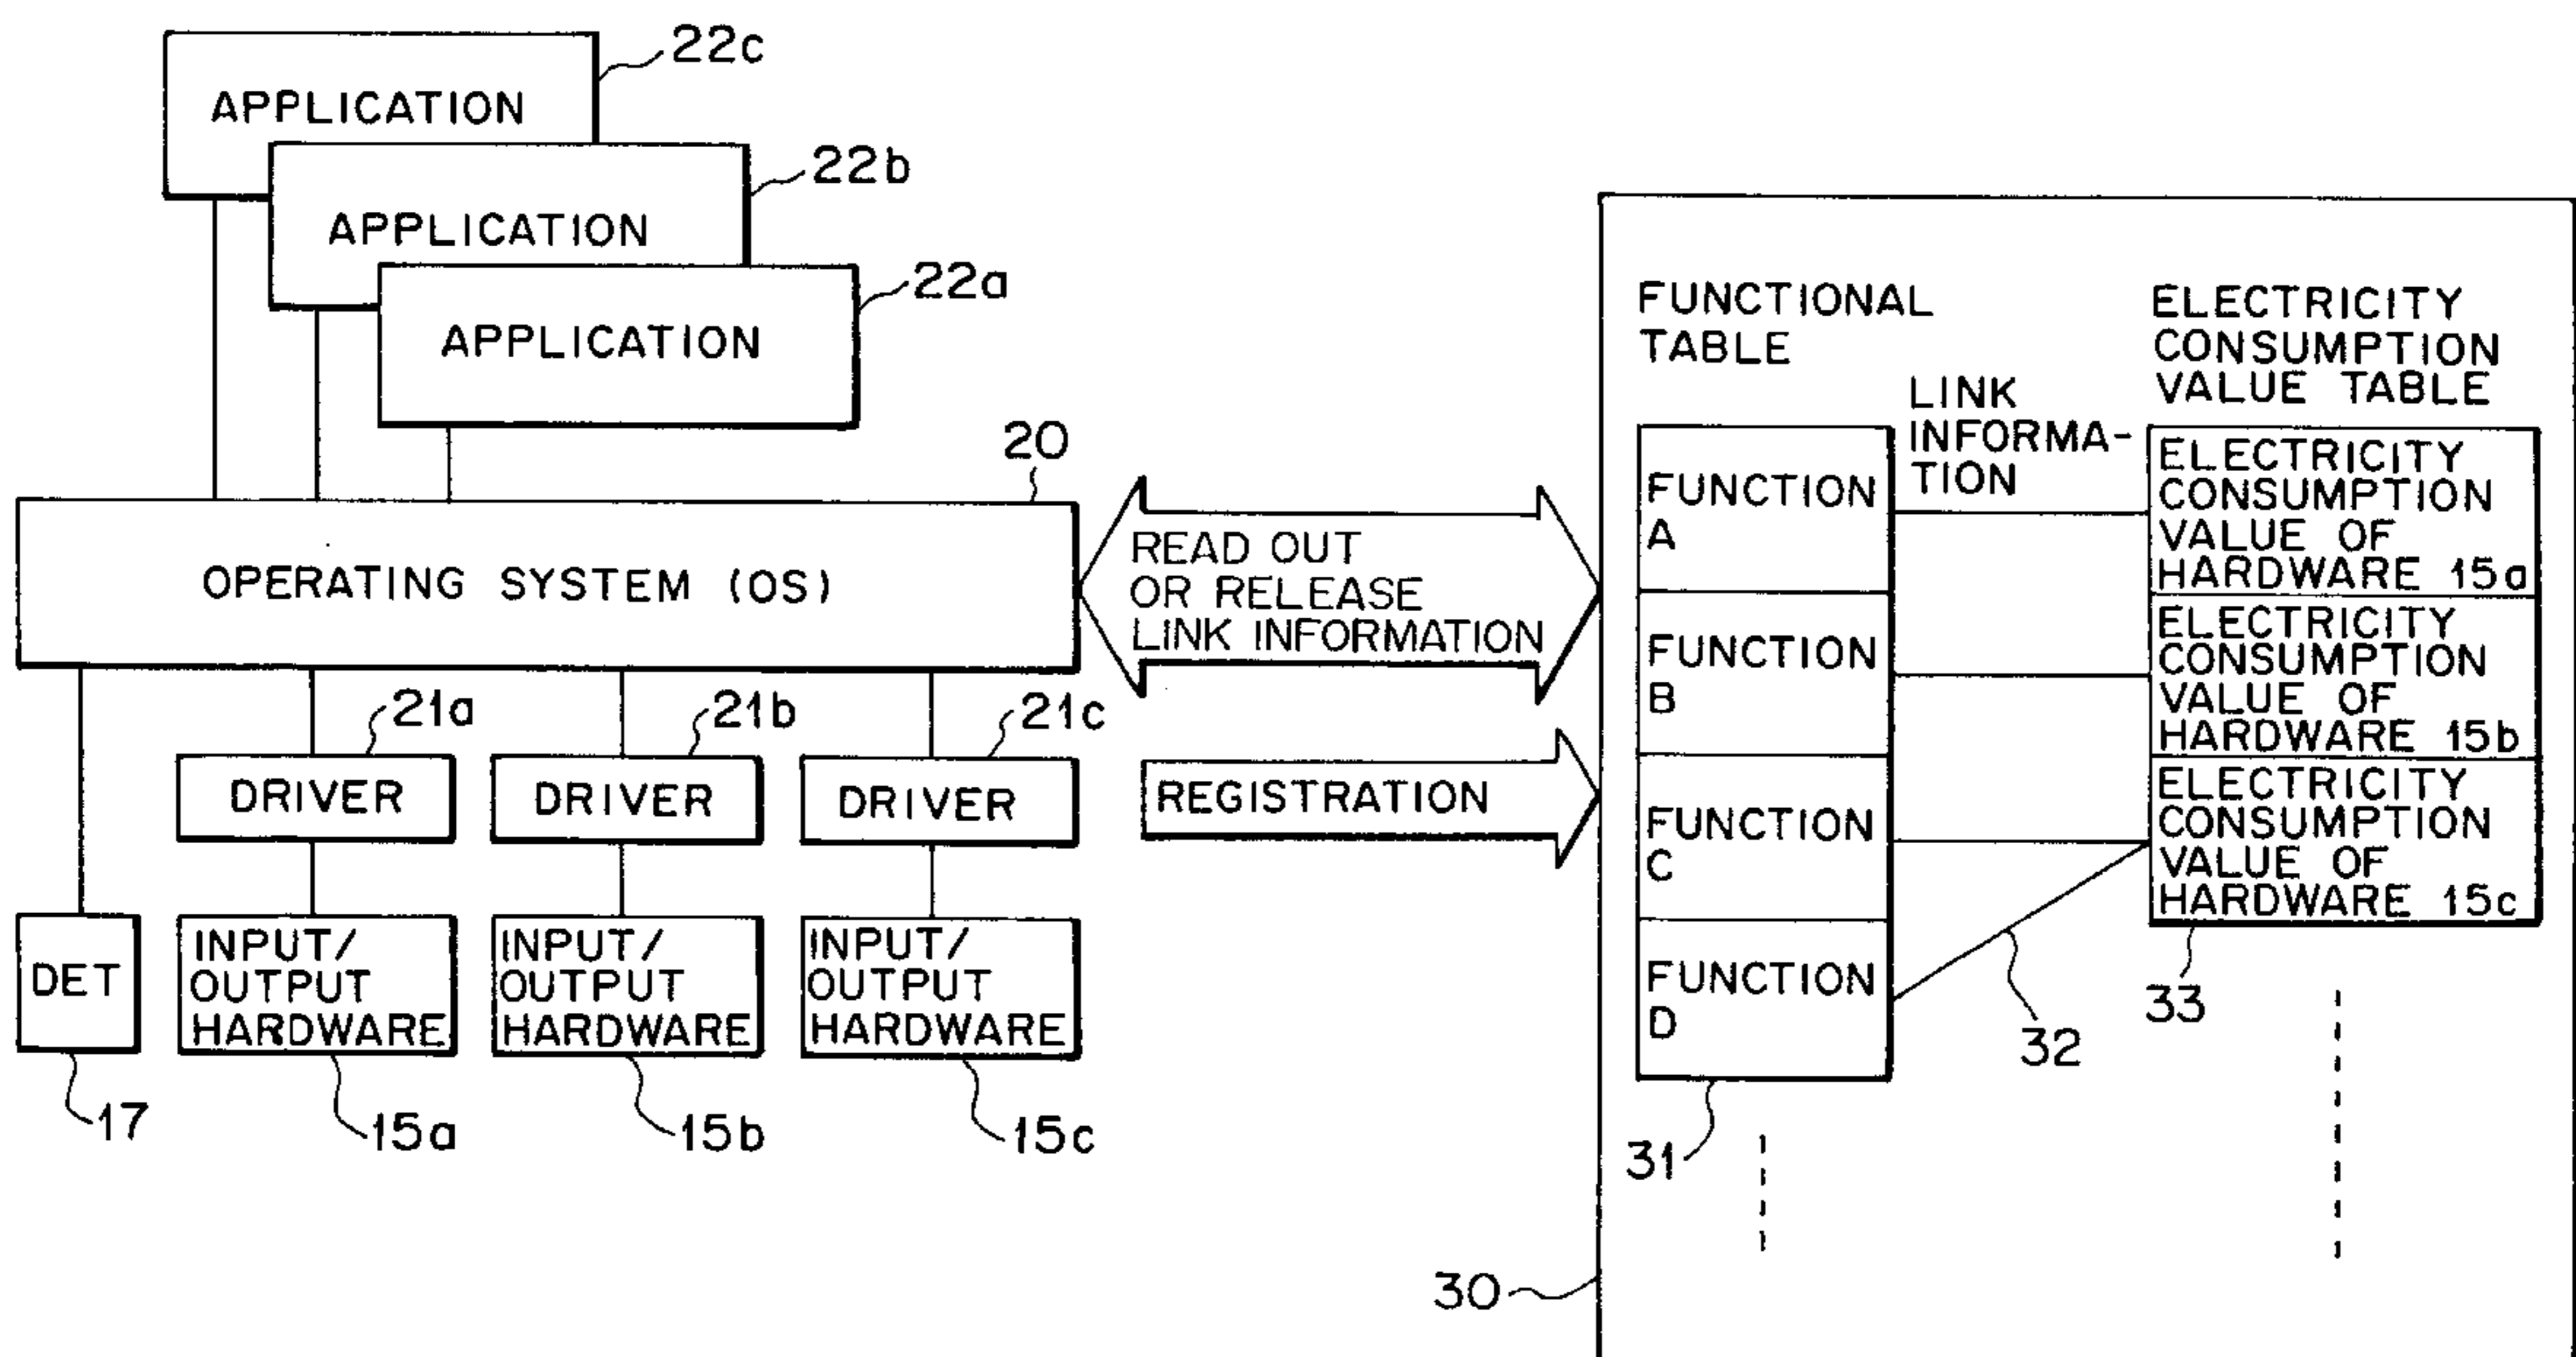 22c
APPLICATION
22b
APPLICATION
22a
APPLICATION
20
OPERATING SYSTEM (OS)
21a
21b
21c
DRIVER
DRIVER
DRIVER
DET
INPUT/
OUTPUT
HARDWARE
INPUT/
OUTPUT
HARDWARE
INPUT/
OUTPUT
HARDWARE
17
15a
15b
15c
READ OUT
OR RELEASE
LINK INFORMATION
REGISTRATION
FUNCTIONAL
TABLE
LINK
INFORMA-
TION
ELECTRICITY
CONSUMPTION
VALUE TABLE
FUNCTION
A
FUNCTION
B
FUNCTION
C
FUNCTION
D
ELECTRICITY
CONSUMPTION
VALUE OF
HARDWARE 15a
ELECTRICITY
CONSUMPTION
VALUE OF
HARDWARE 15b
ELECTRICITY
CONSUMPTION
VALUE OF
HARDWARE 15c
31
32
33
30